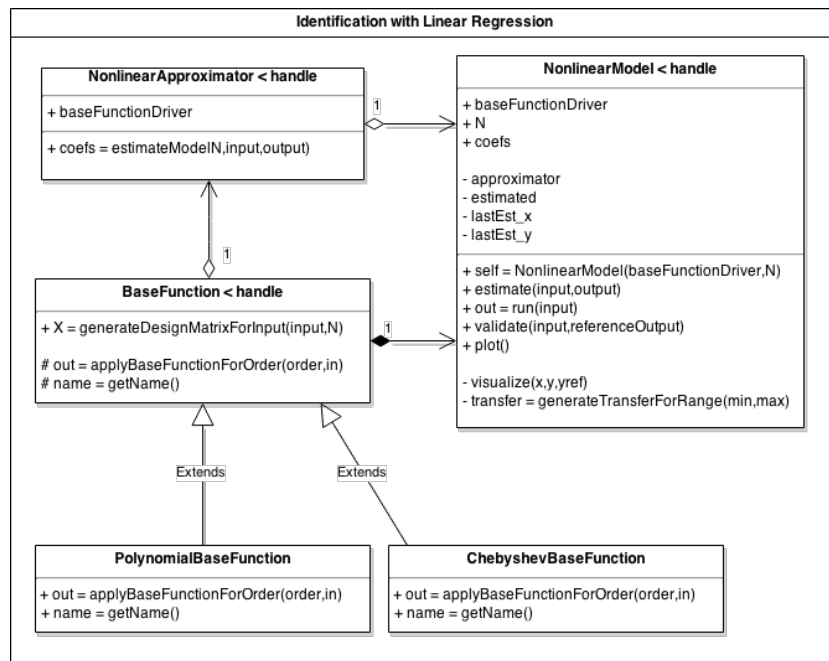 Identification with Linear Regression
NonlinearApproximator < handle
+ baseFunctionDriver
+ coefs = estimateModelN,input,output)
1
NonlinearModel < handle
+ baseFunctionDriver
+ N
+ coefs
- approximator
- estimated
- lastEst_x
- lastEst_y
+ self = NonlinearModel(baseFunctionDriver,N)
+ estimate(input,output)
+ out = run(input)
+ validate(input,referenceOutput)
+ plot()
- visualize(x,y,yref)
- transfer = generateTransferForRange(min,max)
1
BaseFunction < handle
+ X = generateDesignMatrixForInput(input,N)
# out = applyBaseFunctionForOrder(order,in)
# name = getName()
1
Extends
Extends
PolynomialBaseFunction
+ out = applyBaseFunctionForOrder(order,in)
+ name = getName()
ChebyshevBaseFunction
+ out = applyBaseFunctionForOrder(order,in)
+ name = getName()